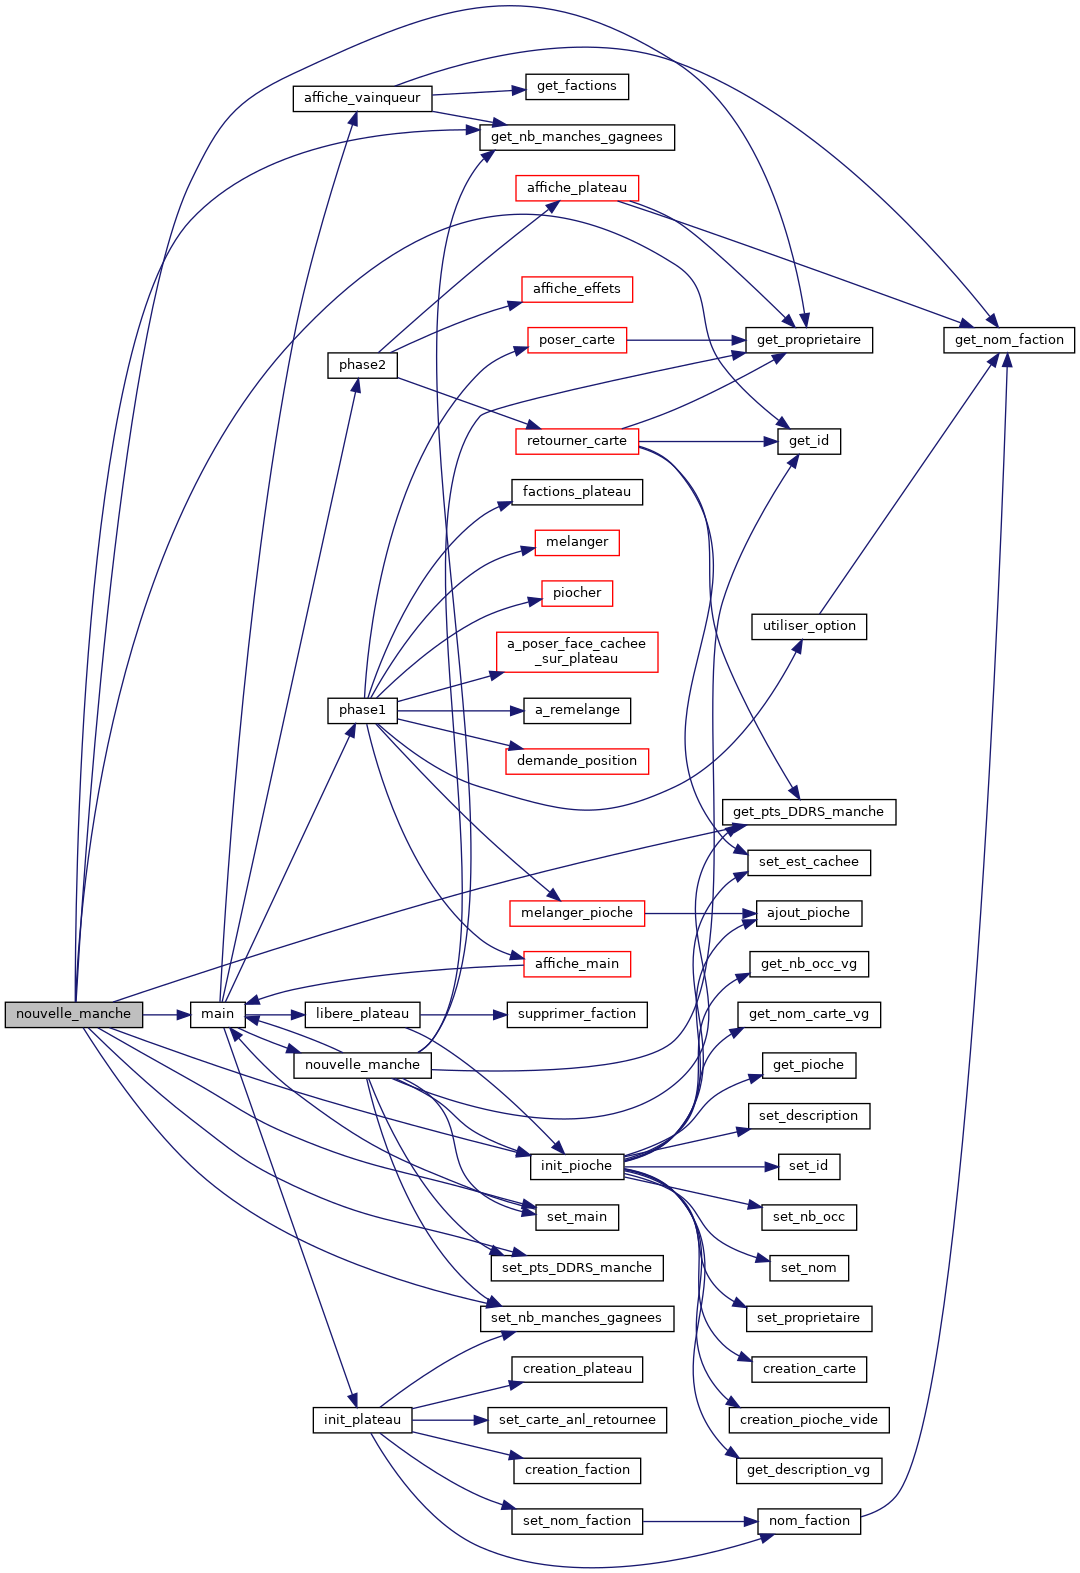 affiche_vainqueur
get_factions
get_nb_manches_gagnees
affiche_plateau
affiche_effets
poser_carte
get_proprietaire
get_nom_faction
phase2
retourner_carte
get_id
factions_plateau
melanger
piocher
utiliser_option
a_poser_face_cachee
_sur_plateau
phase1
a_remelange
demande_position
get_pts_DDRS_manche
set_est_cachee
melanger_pioche
ajout_pioche
affiche_main
get_nb_occ_vg
nouvelle_manche
main
libere_plateau
supprimer_faction
get_nom_carte_vg
nouvelle_manche
get_pioche
set_description
init_pioche
set_id
set_main
set_nb_occ
set_pts_DDRS_manche
set_nom
set_nb_manches_gagnees
set_proprietaire
creation_plateau
creation_carte
init_plateau
set_carte_anl_retournee
creation_pioche_vide
creation_faction
get_description_vg
set_nom_faction
nom_faction